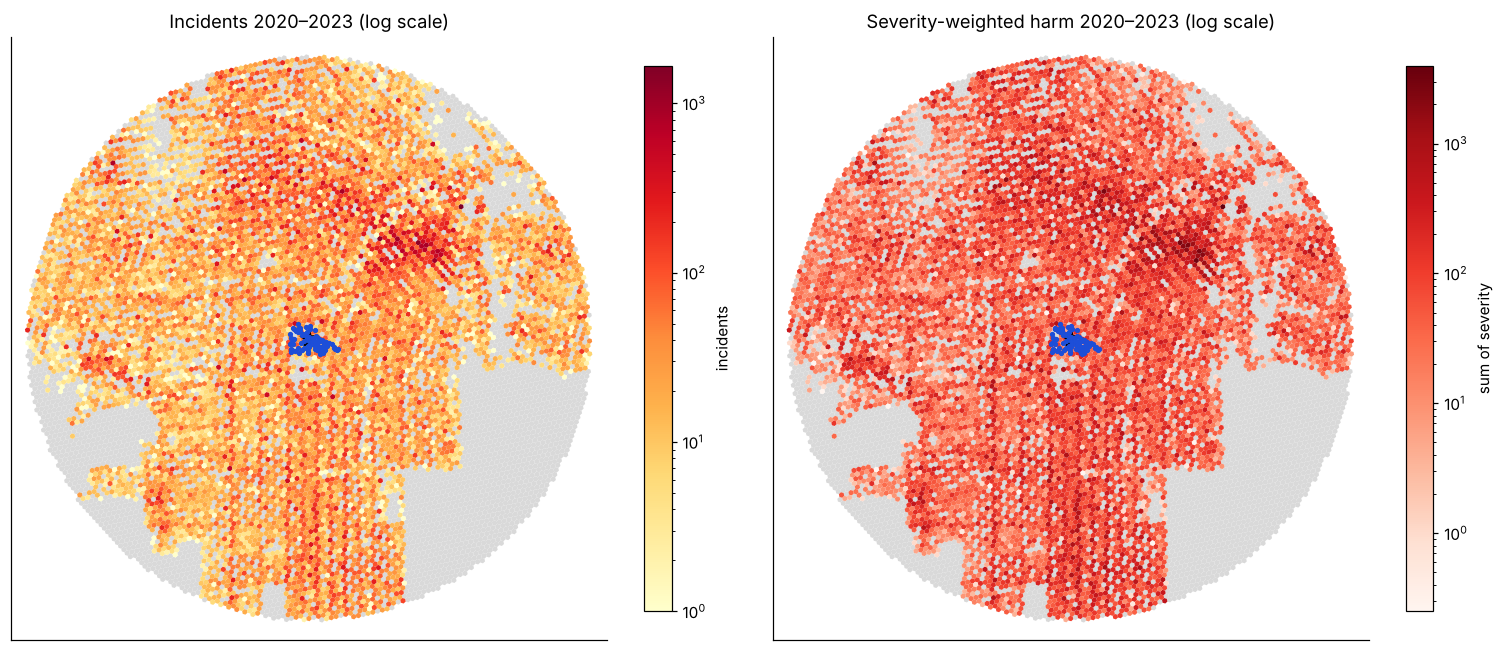 Incidents 2020–2023 (log scale)
10³
10²
10¹
10⁰
incidents
Severity-weighted harm 2020–2023 (log scale)
10³
10²
10¹
10⁰
sum of severity